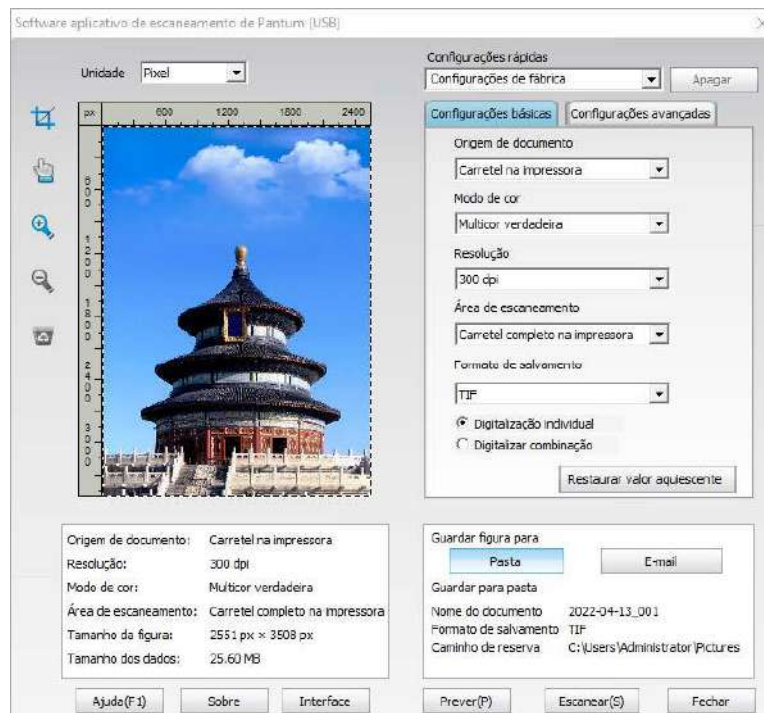 Software aplicativo de escaneamento de Pantum [USB]
Unidade Pixel
px 600 1200 1800 2400
600
1200
1800
2400
3000
Configurações rápidas
Configurações de fábrica Apagar
Configurações básicas Configurações avançadas
Origem de documento
Carretel na impressora
Modo de cor
Multicor verdadeira
Resolução
300 dpi
Área de escaneamento
Carretel completo na impressora
Formato de salvamento
TIF
Digitalização individual
Digitalizar combinação
Restaurar valor aquiescente
Origem de documento: Carretel na impressora
Resolução: 300 dpi
Modo de cor: Multicor verdadeira
Área de escaneamento: Carretel completo na impressora
Tamanho da figura: 2551 px × 3508 px
Tamanho dos dados: 25.60 MB
Guardar figura para
Pasta E-mail
Guardar para pasta
Nome do documento 2022-04-13_001
Formato de salvamento TIF
Caminho de reserva C:\Users\Administrator\Pictures
Ajuda(F1) Sobre Interface Prever(P) Escanear(S) Fechar